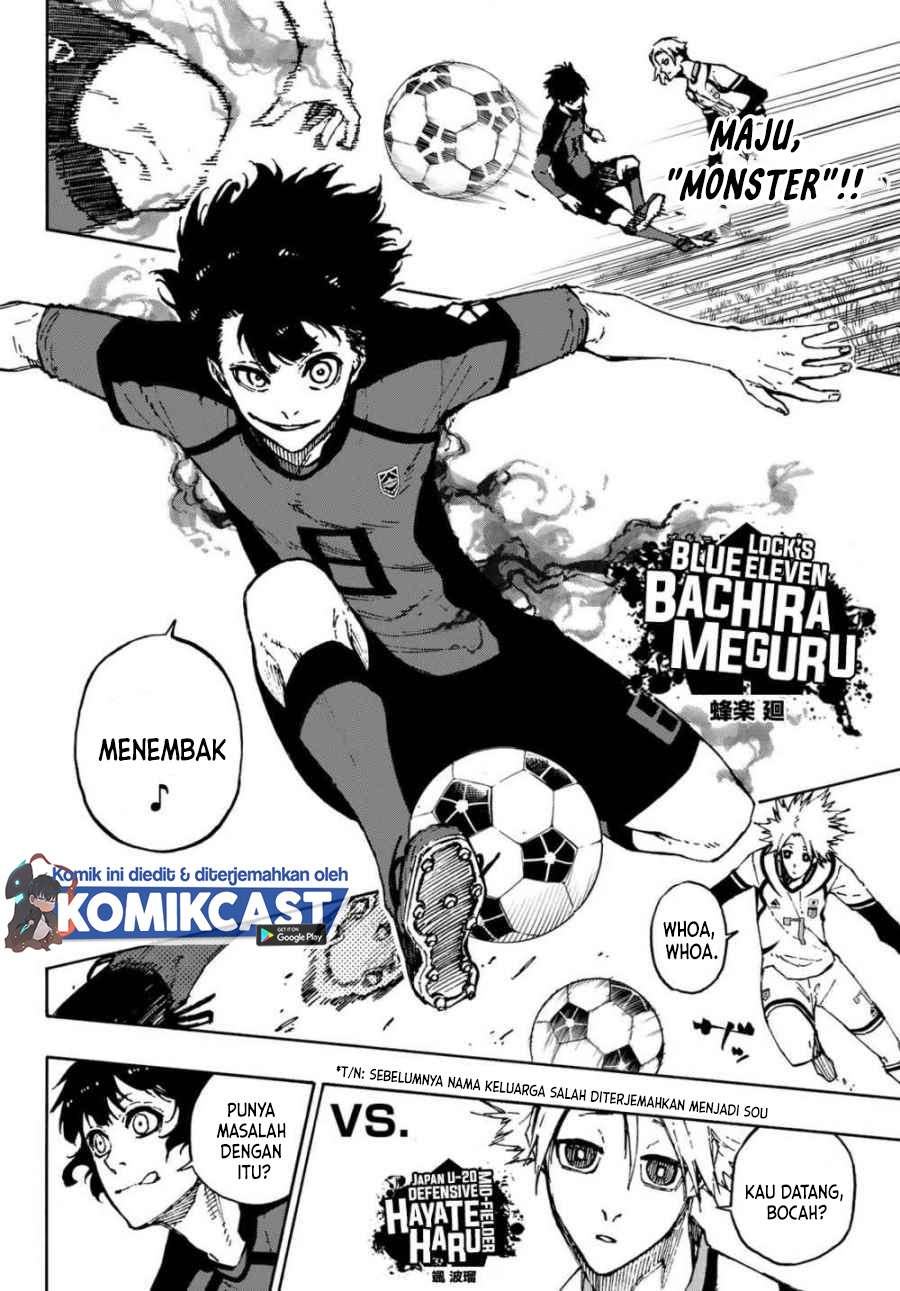 MAJU,
"MONSTER"!!
BLUE LOCK'S ELEVEN
BACHIRA
MEGURU
蜂楽 廻
MENEMBAK
♪
Komik ini diedit & diterjemahkan oleh
KOMIKCAST
GET IT ON
Google Play
WHOA,
WHOA.
*T/N: SEBELUMNYA NAMA KELUARGA SALAH DITERJEMAHKAN MENJADI SOU
PUNYA
MASALAH
DENGAN
ITU?
VS.
JAPAN U-20
DEFENSIVE
MID-FIELDER
HAYATE
HARU
颯 波瑠
KAU DATANG,
BOCAH?